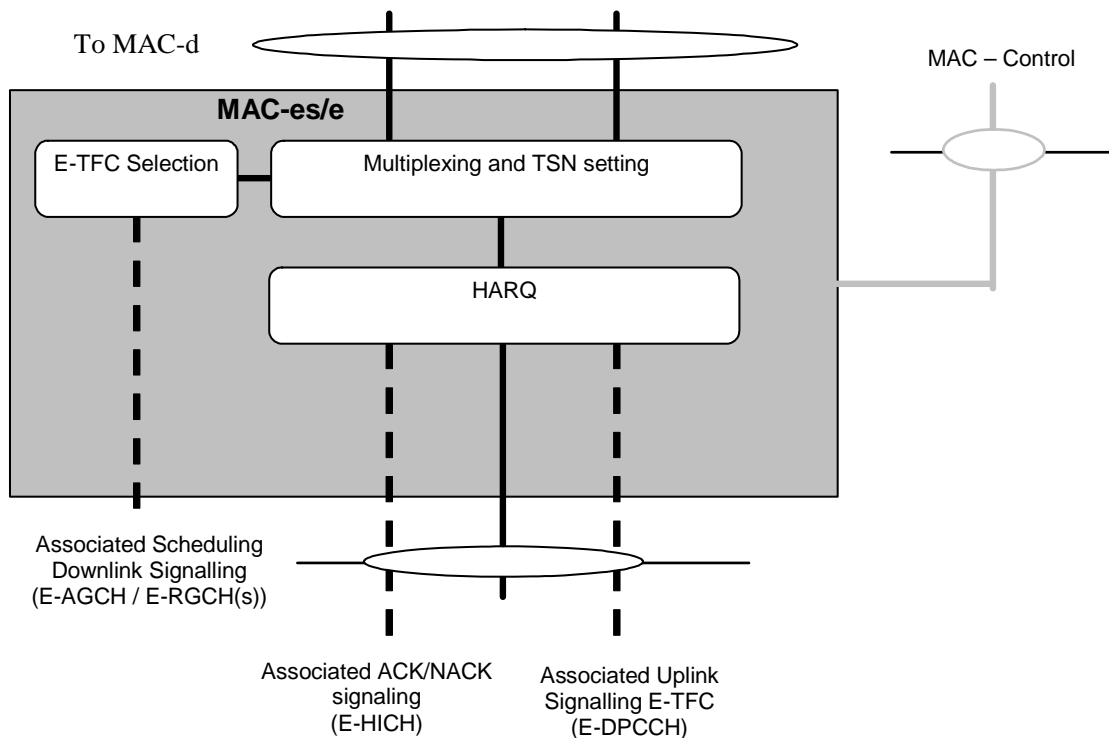 To MAC-d
MAC – Control
MAC-es/e
E-TFC Selection
Multiplexing and TSN setting
HARQ
Associated Scheduling
Downlink Signalling
(E-AGCH / E-RGCH(s))
Associated ACK/NACK
signaling
(E-HICH)
Associated Uplink
Signalling E-TFC
(E-DPCCH)